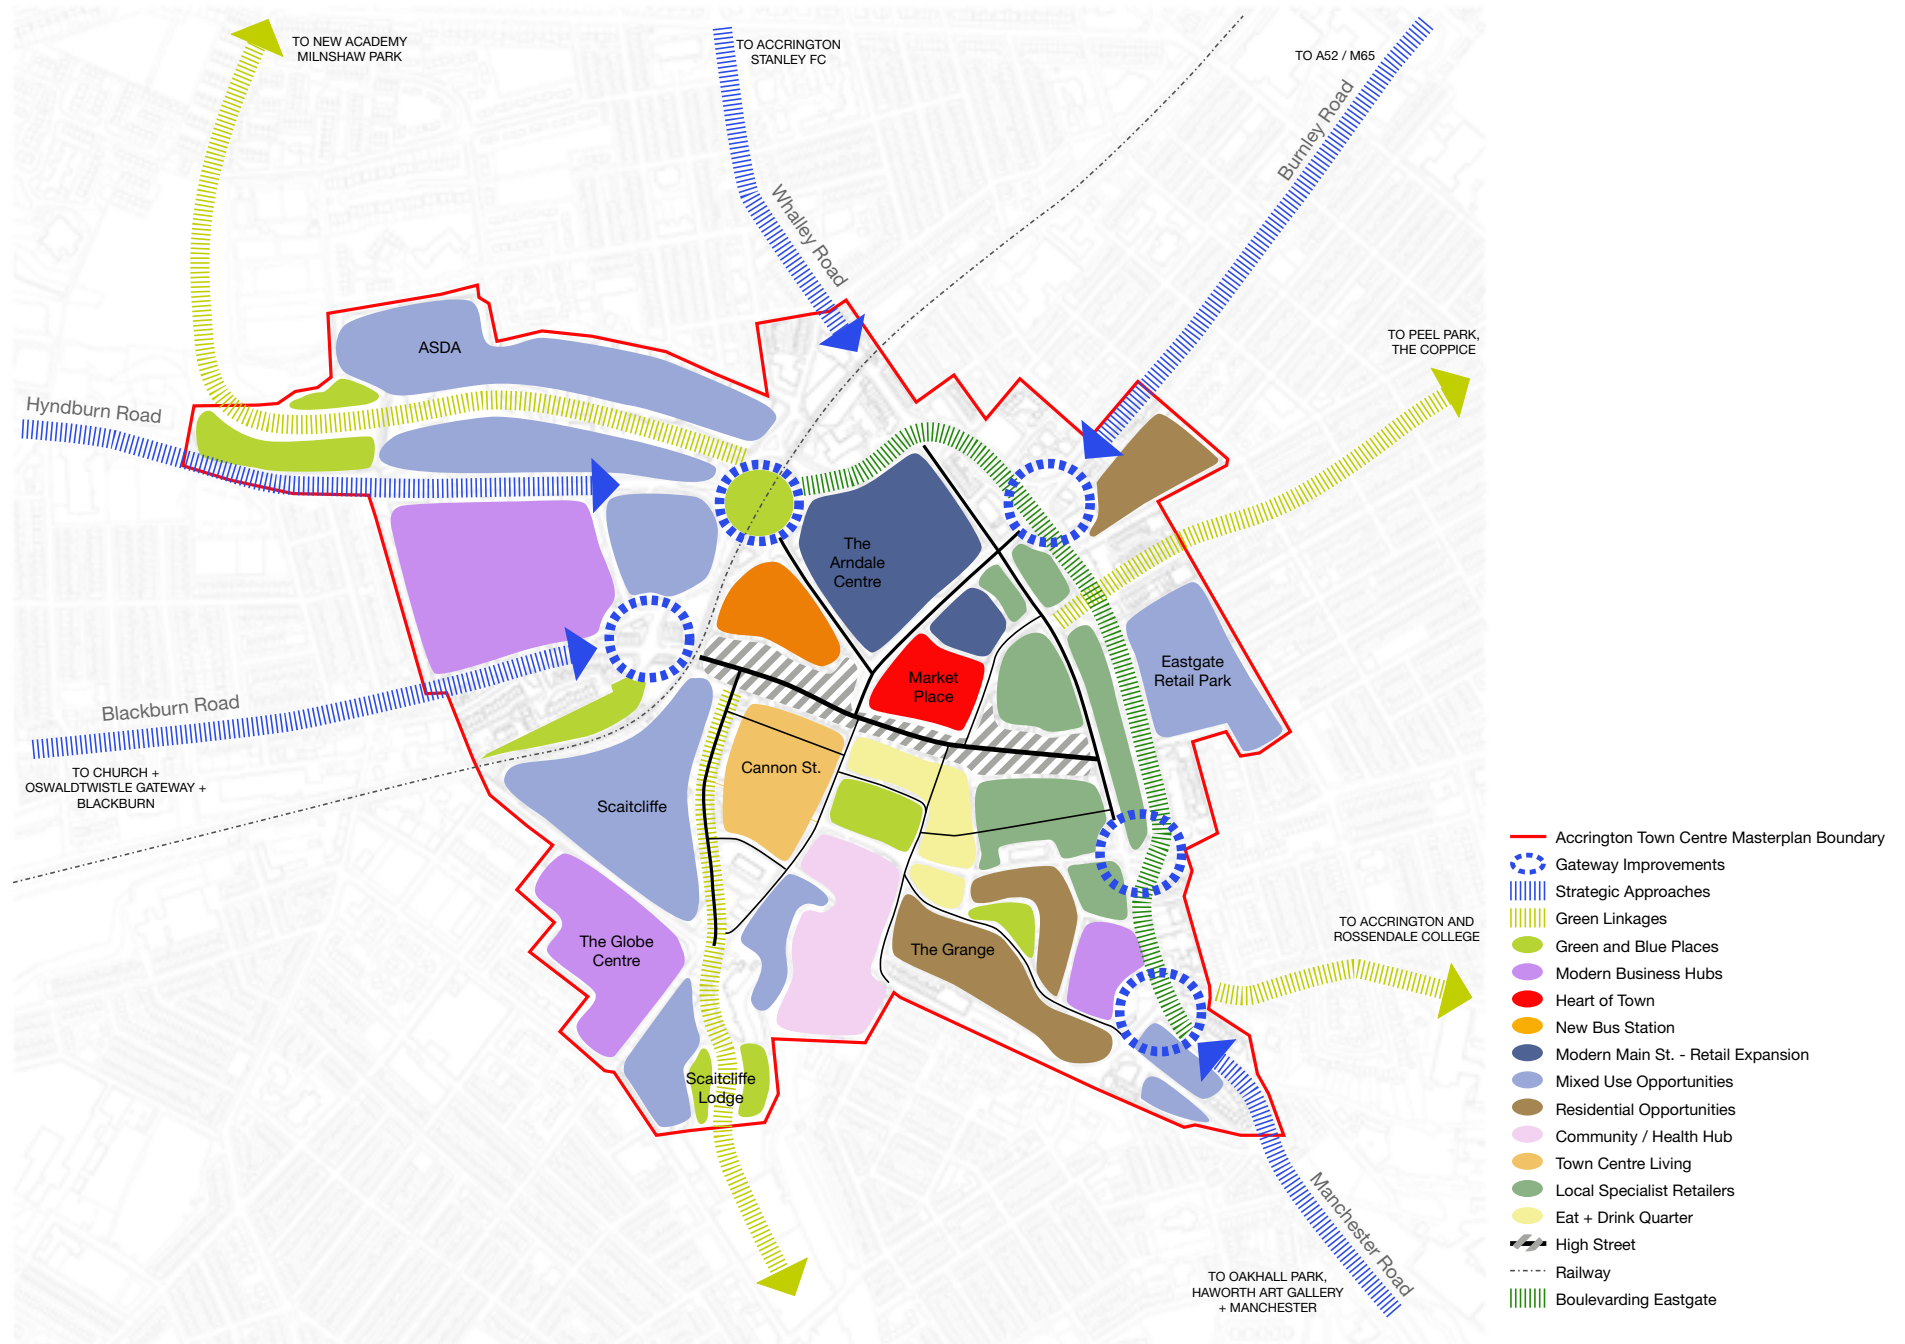 TO NEW ACADEMY
MILNSHAW PARK
TO ACCRINGTON
STANLEY FC
TO A52 / M65
Burnley Road
Whalley Road
TO PEEL PARK,
THE COPPICE
ASDA
Hyndburn Road
The
Arndale
Centre
Market
Place
Eastgate
Retail Park
Blackburn Road
TO CHURCH +
OSWALDTWISTLE GATEWAY +
BLACKBURN
Cannon St.
Scaitcliffe
The Globe
Centre
The Grange
TO ACCRINGTON AND
ROSSENDALE COLLEGE
Scaitcliffe
Lodge
Manchester Road
TO OAKHALL PARK,
HAWORTH ART GALLERY
+ MANCHESTER
Accrington Town Centre Masterplan Boundary
Gateway Improvements
Strategic Approaches
Green Linkages
Green and Blue Places
Modern Business Hubs
Heart of Town
New Bus Station
Modern Main St. - Retail Expansion
Mixed Use Opportunities
Residential Opportunities
Community / Health Hub
Town Centre Living
Local Specialist Retailers
Eat + Drink Quarter
High Street
Railway
Boulevarding Eastgate